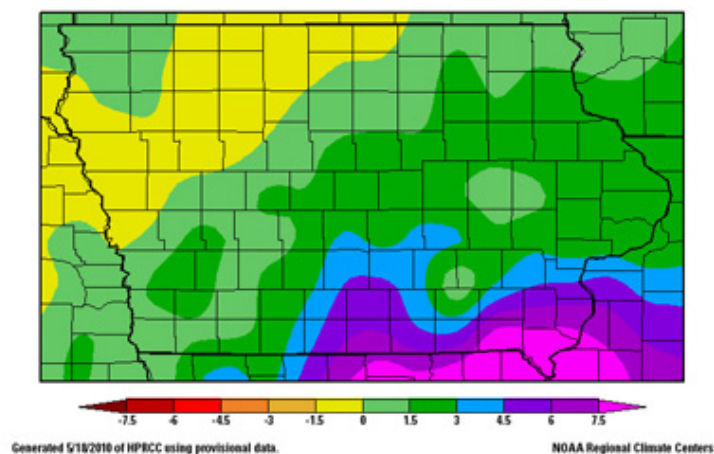 -7.5 -6 -4.5 -3 -1.5 0 1.5 3 4.5 6 7.5
Generated 5/18/2010 of HPRCC using provisional data. NOAA Regional Climate Centers